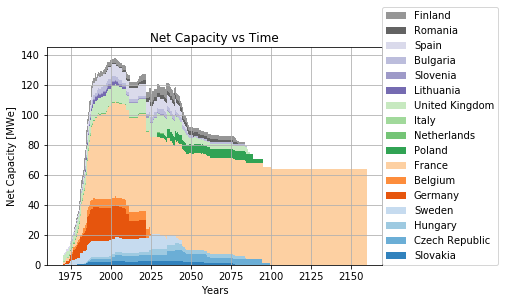 Net Capacity vs Time
Net Capacity [MWe]
140
120
100
80
60
40
20
0
1975
2000
2025
2050
2075
2100
2125
2150
Years
Finland
Romania
Spain
Bulgaria
Slovenia
Lithuania
United Kingdom
Italy
Netherlands
Poland
France
Belgium
Germany
Sweden
Hungary
Czech Republic
Slovakia